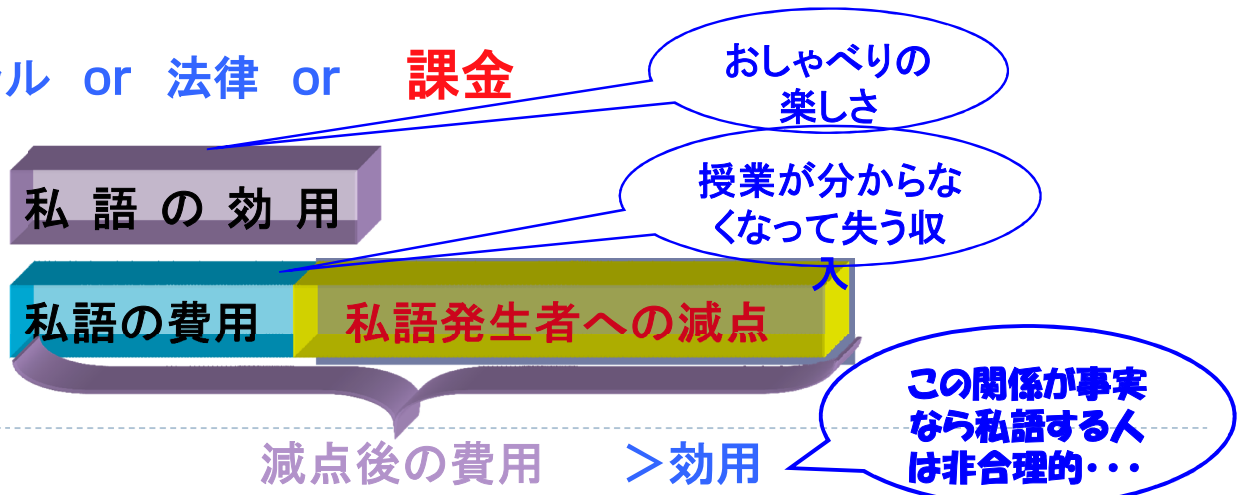 ル or 法律 or 課金
おしゃべりの
楽しさ
私語の効用
授業が分からな
くなって失う収
入
私語の費用
私語発生者への減点
減点後の費用 >効用
この関係が事実
なら私語する人
は非合理的・・・